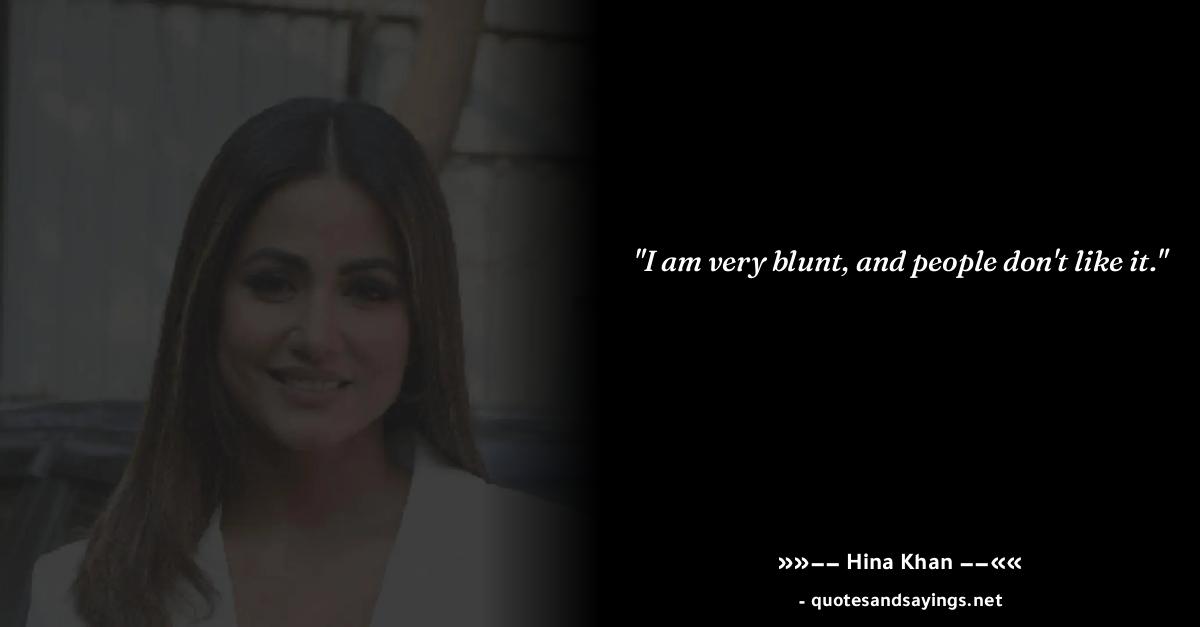 "I am very blunt, and people don't like it."
»»−− Hina Khan −−««
- quotesandsayings.net